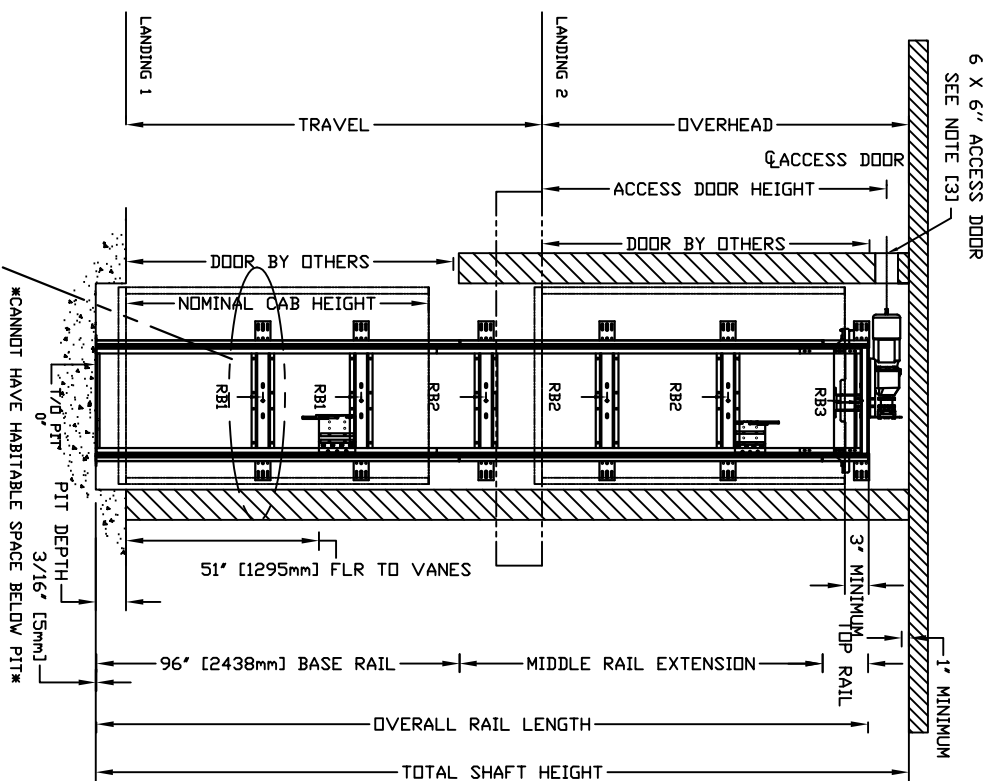 6 X 6" ACCESS DOOR
SEE NOTE [3]
LANDING 2
LANDING 1
OVERHEAD
TRAVEL
℄ACCESS DOOR
ACCESS DOOR HEIGHT
DOOR BY OTHERS
DOOR BY OTHERS
NOMINAL CAB HEIGHT
RB3
RB2
RB2
RB2
RB1
RB1
T/O PIT
0"
PIT DEPTH
3/16" [5mm]
*CANNOT HAVE HABITABLE SPACE BELOW PIT*
51" [1295mm] FLR TO VANES
3" MINIMUM
TOP RAIL
1" MINIMUM
96" [2438mm] BASE RAIL
MIDDLE RAIL EXTENSION
OVERALL RAIL LENGTH
TOTAL SHAFT HEIGHT